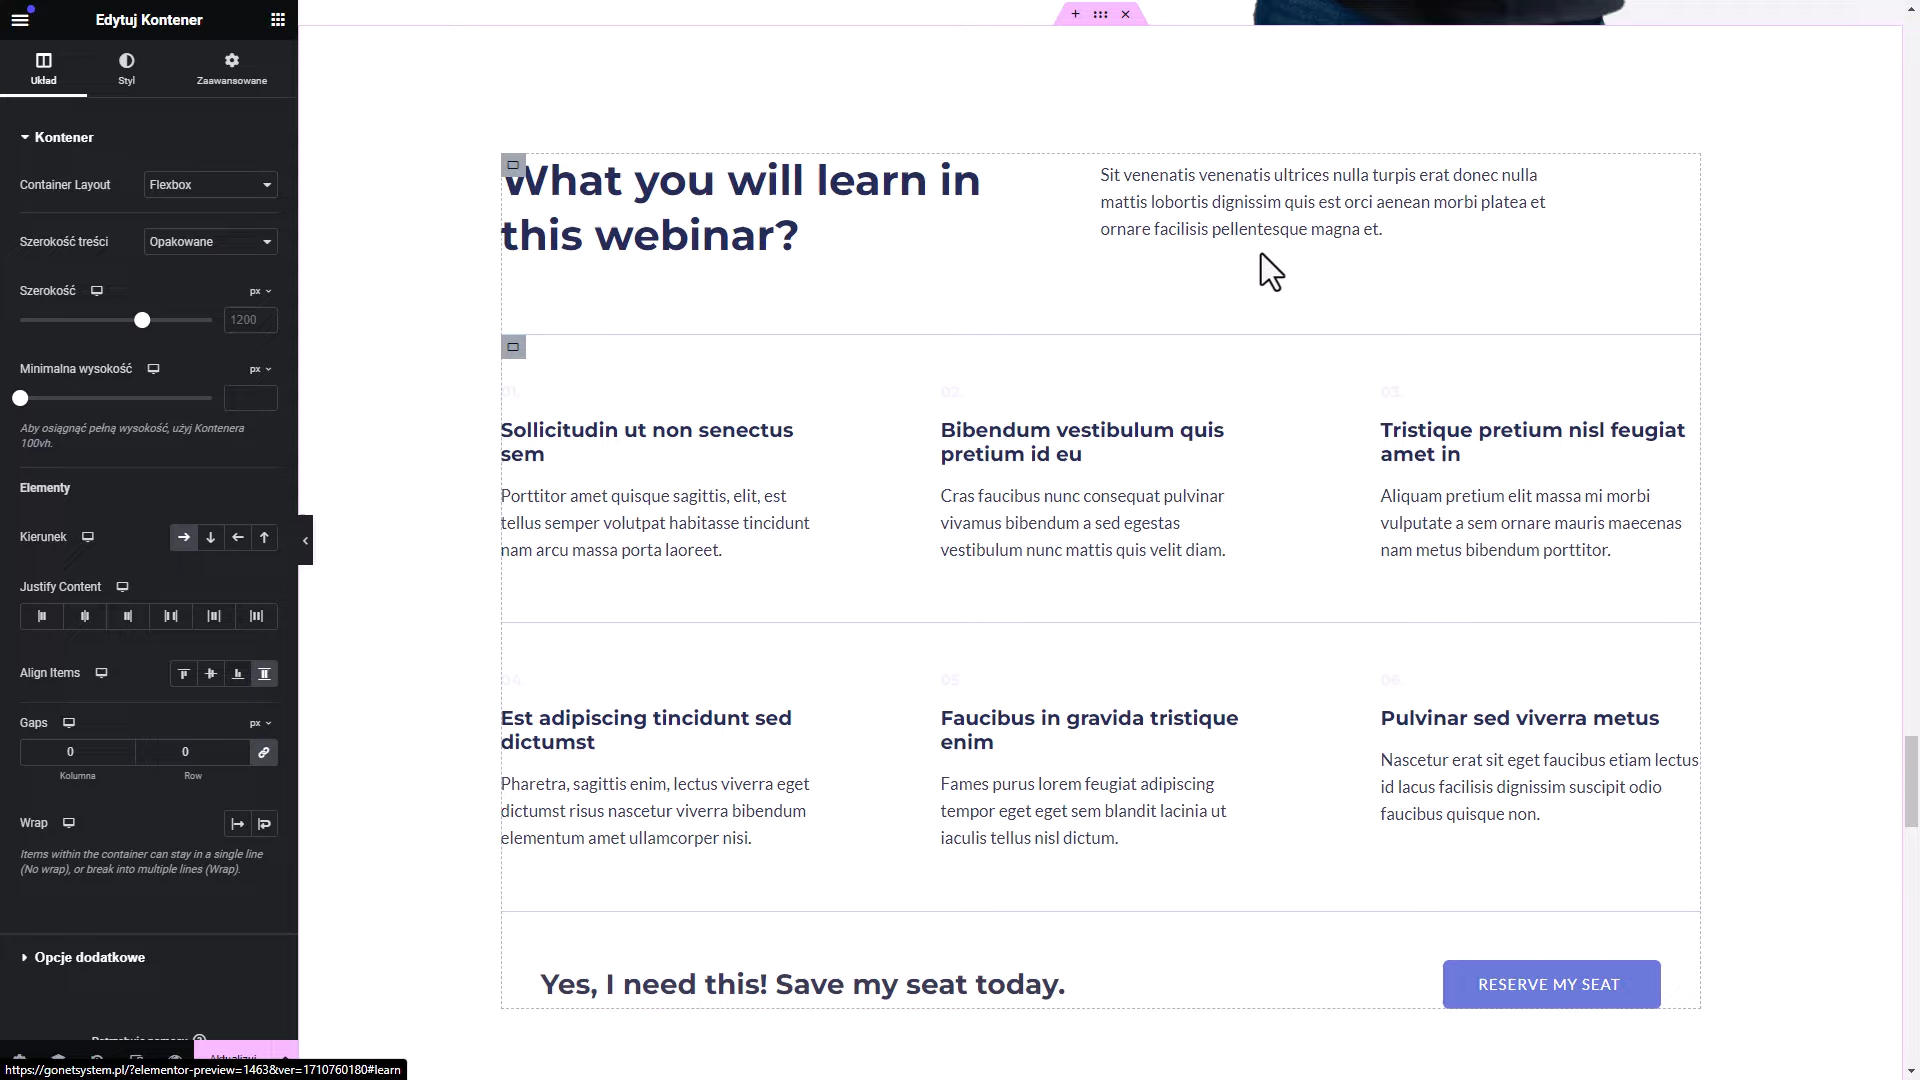 Edytuj Kontener
Układ
Styl
Zaawansowane
Kontener
Container Layout
Flexbox
Szerokość treści
Opakowane
Szerokość
px
1200
Minimalna wysokość
px
Aby osiągnąć pełną wysokość, użyj Kontenera
100vh.
Elementy
Kierunek
Justify Content
Align Items
Gaps
px
0
0
Kolumna
Row
Wrap
Items within the container can stay in a single line
(No wrap), or break into multiple lines (Wrap).
Opcje dodatkowe
https://gonetsystem.pl/?elementor-preview=1463&ver=1710760180#learn
What you will learn in
this webinar?
Sit venenatis venenatis ultrices nulla turpis erat donec nulla
mattis lobortis dignissim quis est orci aenean morbi platea et
ornare facilisis pellentesque magna et.
01.
Sollicitudin ut non senectus
sem
Porttitor amet quisque sagittis, elit, est
tellus semper volutpat habitasse tincidunt
nam arcu massa porta laoreet.
02.
Bibendum vestibulum quis
pretium id eu
Cras faucibus nunc consequat pulvinar
vivamus bibendum a sed egestas
vestibulum nunc mattis quis velit diam.
03.
Tristique pretium nisl feugiat
amet in
Aliquam pretium elit massa mi morbi
vulputate a sem ornare mauris maecenas
nam metus bibendum porttitor.
04.
Est adipiscing tincidunt sed
dictumst
Pharetra, sagittis enim, lectus viverra eget
dictumst risus nascetur viverra bibendum
elementum amet ullamcorper nisi.
05
Faucibus in gravida tristique
enim
Fames purus lorem feugiat adipiscing
tempor eget eget sem blandit lacinia ut
iaculis tellus nisl dictum.
06.
Pulvinar sed viverra metus
Nascetur erat sit eget faucibus etiam lectus
id lacus facilisis dignissim suscipit odio
faucibus quisque non.
Yes, I need this! Save my seat today.
RESERVE MY SEAT